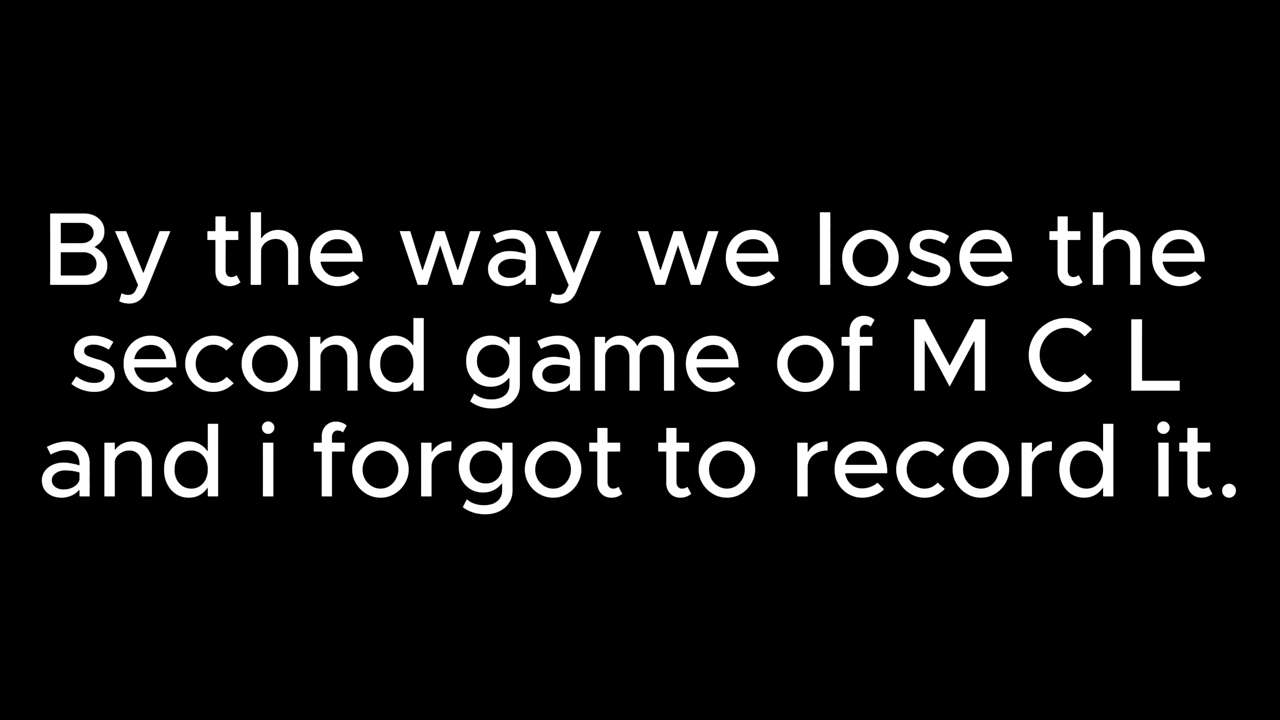 By the way we lose the
second game of M C L
and i forgot to record it.